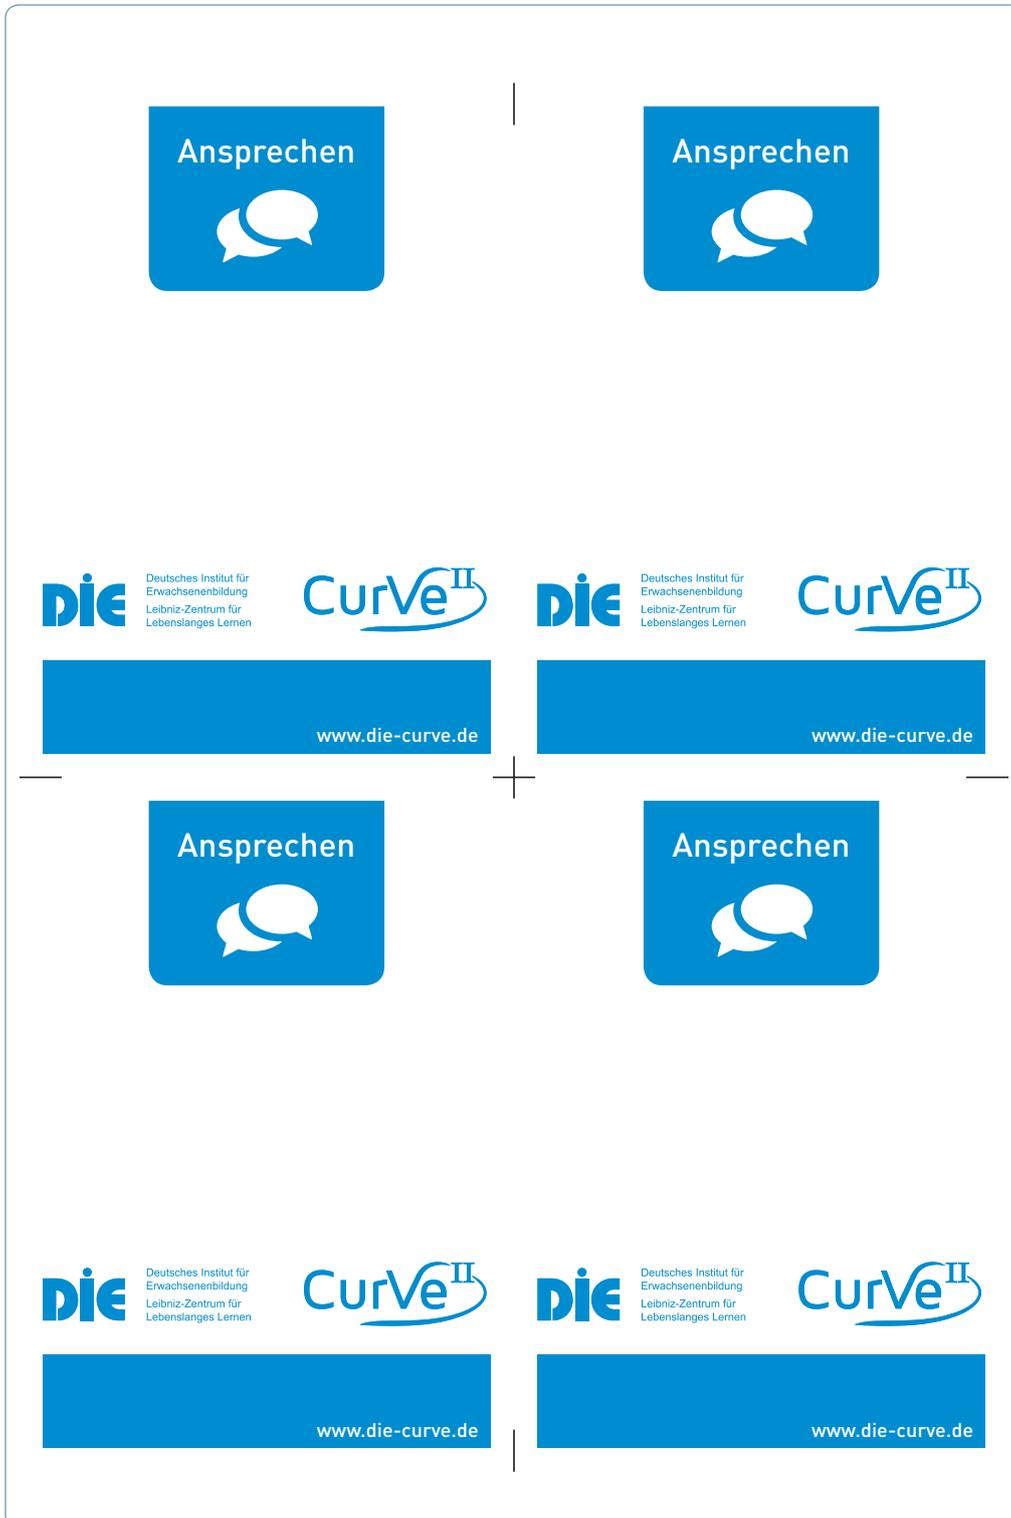 Ansprechen
Ansprechen
Deutsches Institut für
Erwachsenenbildung
Leibniz-Zentrum für
Lebenslanges Lernen
DIE
CurVe II
Deutsches Institut für
Erwachsenenbildung
Leibniz-Zentrum für
Lebenslanges Lernen
DIE
CurVe II
www.die-curve.de
www.die-curve.de
Ansprechen
Ansprechen
Deutsches Institut für
Erwachsenenbildung
Leibniz-Zentrum für
Lebenslanges Lernen
DIE
CurVe II
Deutsches Institut für
Erwachsenenbildung
Leibniz-Zentrum für
Lebenslanges Lernen
DIE
CurVe II
www.die-curve.de
www.die-curve.de